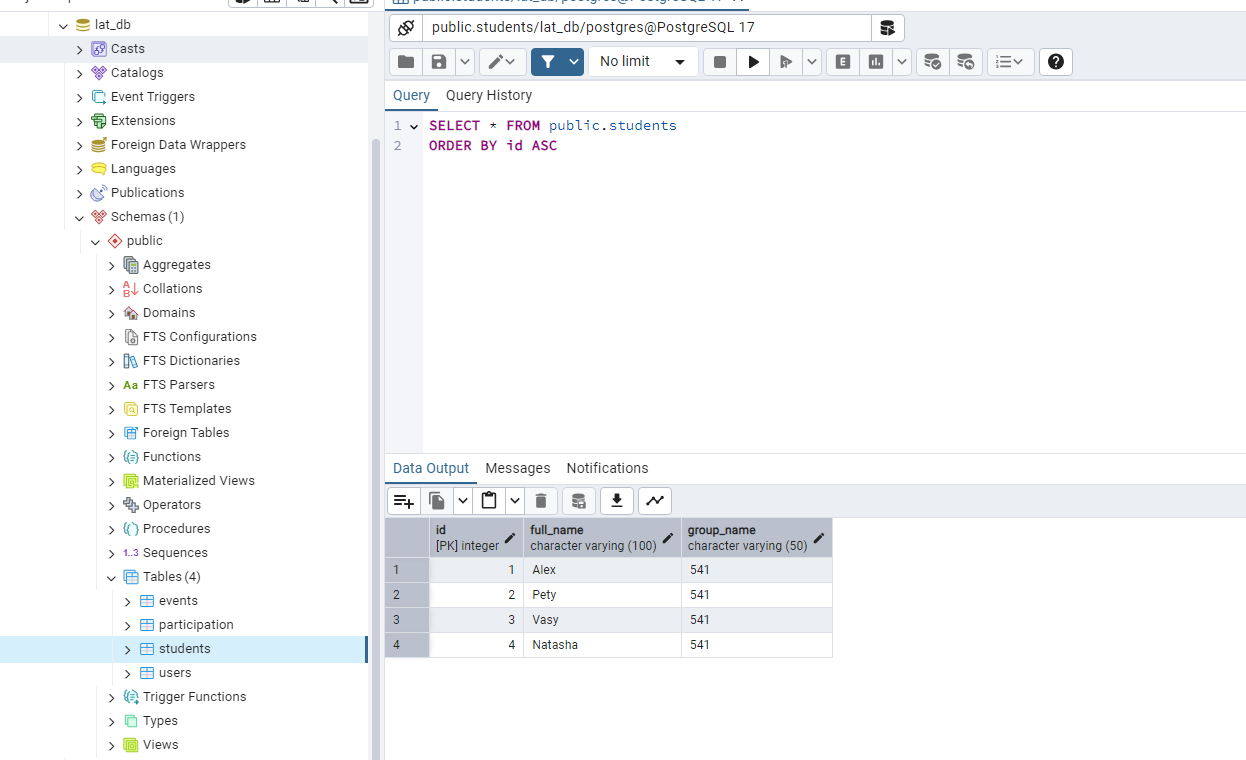 lat_db
Casts
Catalogs
Event Triggers
Extensions
Foreign Data Wrappers
Languages
Publications
Schemas (1)
public
Aggregates
Collations
Domains
FTS Configurations
FTS Dictionaries
Aa FTS Parsers
FTS Templates
Foreign Tables
Functions
Materialized Views
Operators
Procedures
1..3 Sequences
Tables (4)
events
participation
students
users
Trigger Functions
Types
Views
public.students/lat_db/postgres@PostgreSQL 17
No limit
E
Query Query History
1 SELECT * FROM public.students
2 ORDER BY id ASC
Data Output Messages Notifications
id full_name group_name
[PK] integer character varying (100) character varying (50)
1 1 Alex 541
2 2 Pety 541
3 3 Vasy 541
4 4 Natasha 541